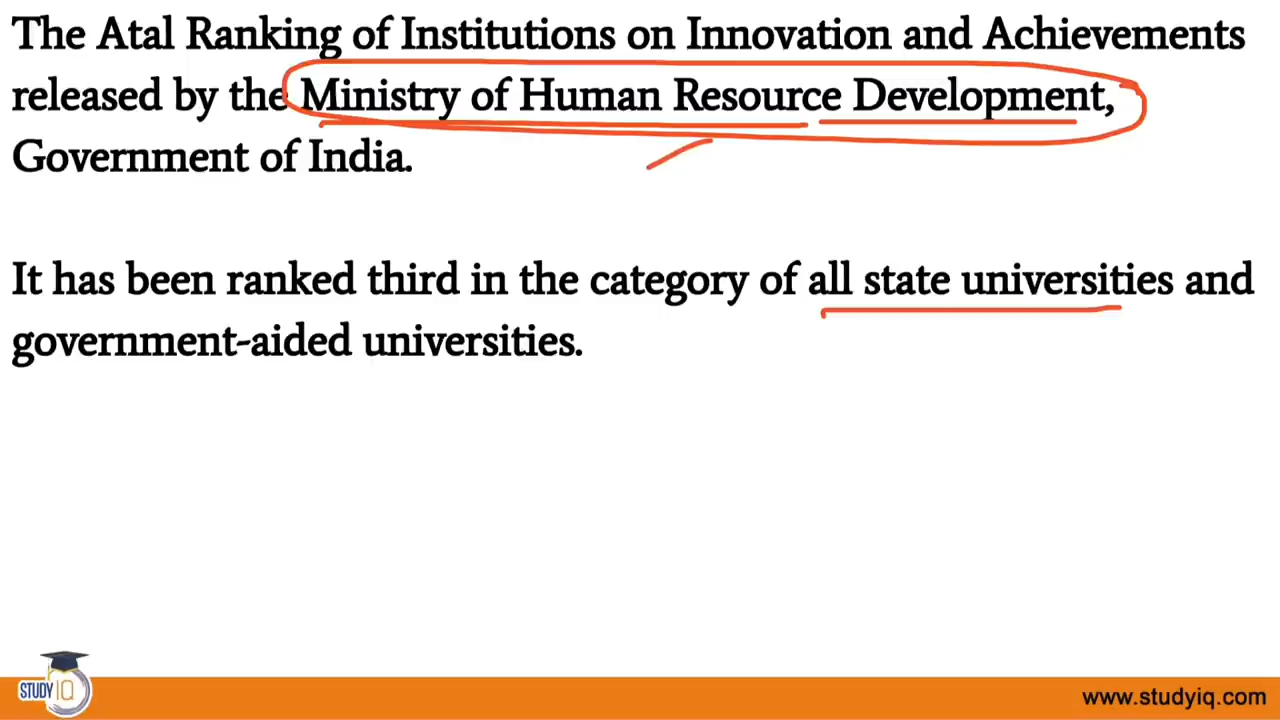 The Atal Ranking of Institutions on Innovation and Achievements
released by the Ministry of Human Resource Development,
Government of India.
It has been ranked third in the category of all state universities and
government-aided universities.
STUDY IQ
www.studyiq.com